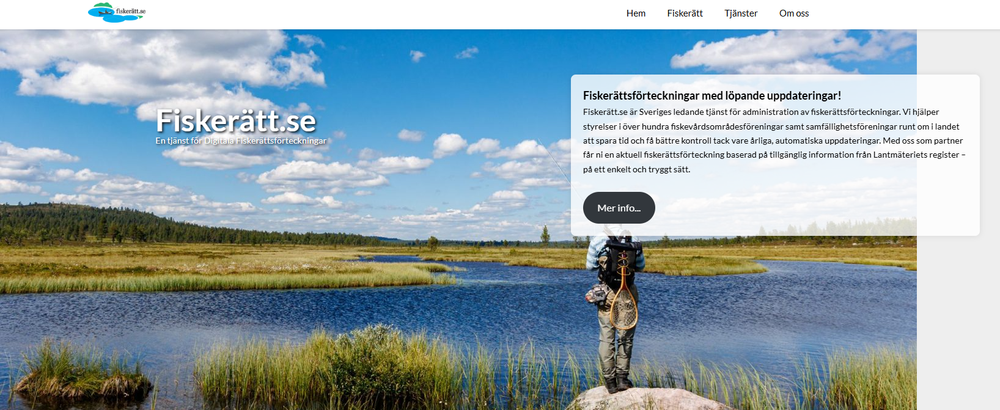 fiskerätt.se
Hem
Fiskerätt
Tjänster
Om oss
Fiskerätt.se
En tjänst för Digitala Fiskerättsförteckningar
Fiskerättsförteckningar med löpande uppdateringar!
Fiskerätt.se är Sveriges ledande tjänst för administration av fiskerättsförteckningar. Vi hjälper
styrelser i över hundra fiskevårdsområdesföreningar samt samfällighetsföreningar runt om i landet
att spara tid och få bättre kontroll tack vare årliga, automatiska uppdateringar. Med oss som partner
får ni en aktuell fiskerättsförteckning baserad på tillgänglig information från Lantmäteriets register –
på ett enkelt och tryggt sätt.
Mer info...